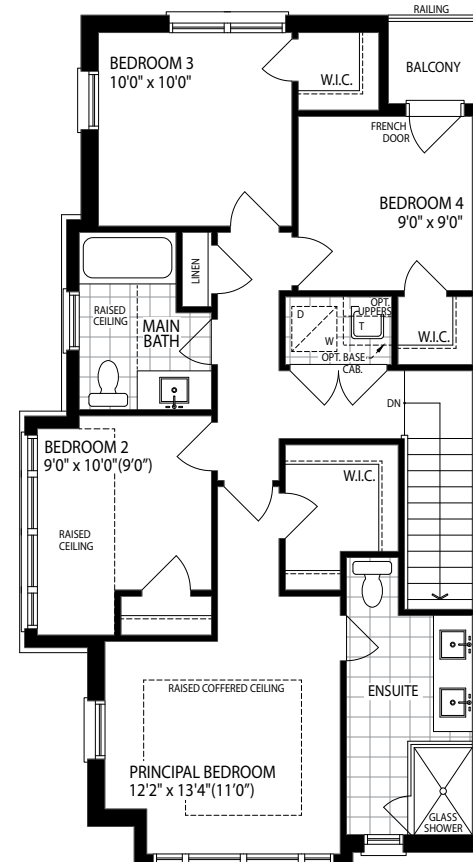 RAILING
BEDROOM 3
10'0" x 10'0"
W.I.C.
BALCONY
FRENCH
DOOR
BEDROOM 4
9'0" x 9'0"
LINEN
RAISED
CEILING
MAIN
BATH
D
W
OPT.
UPPERS
T
OPT. BASE
CAB.
W.I.C.
DN
BEDROOM 2
9'0" x 10'0"(9'0")
RAISED
CEILING
W.I.C.
RAISED COFFERED CEILING
ENSUITE
PRINCIPAL BEDROOM
12'2" x 13'4"(11'0")
GLASS
SHOWER